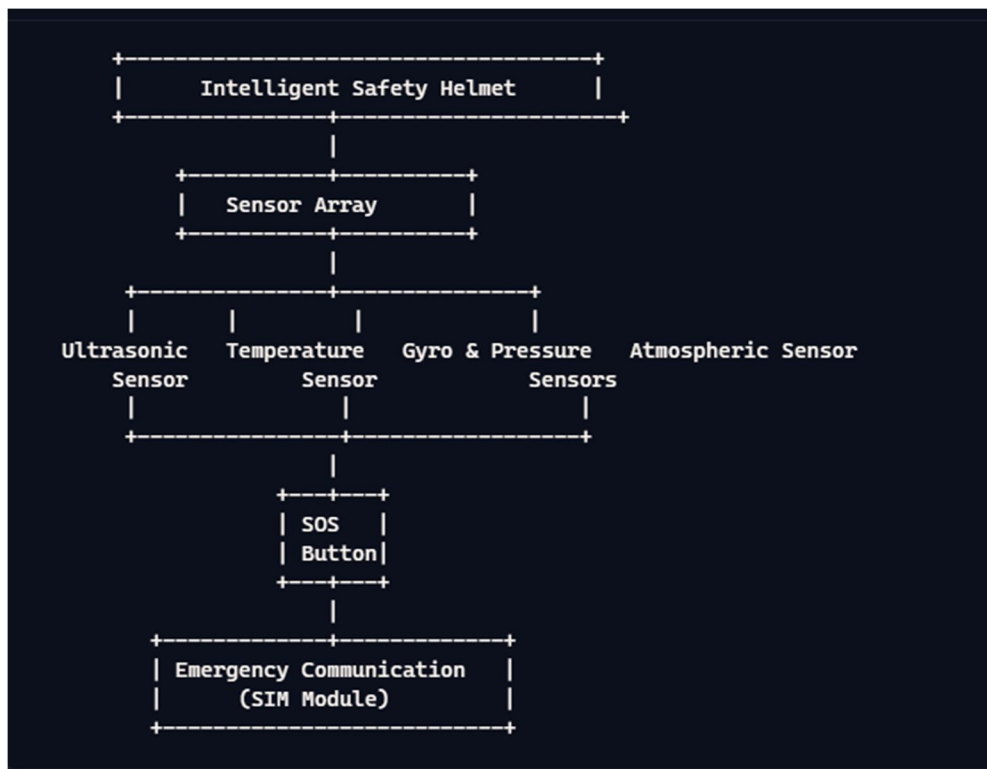 Intelligent Safety Helmet
Sensor Array
Ultrasonic Temperature Gyro & Pressure Atmospheric Sensor
Sensor Sensor Sensors
SOS
Button
Emergency Communication
(SIM Module)